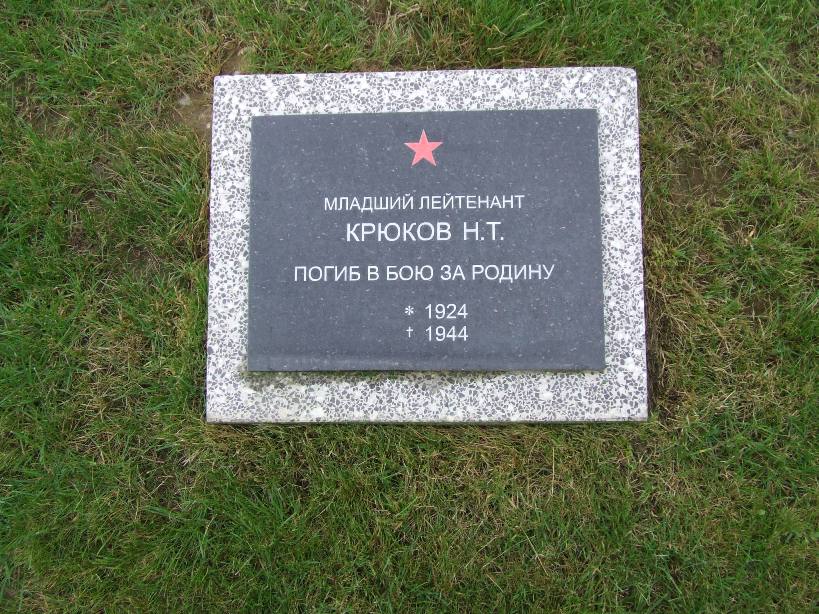 МЛАДШИЙ ЛЕЙТЕНАНТ
КРЮКОВ Н.Т.
ПОГИБ В БОЮ ЗА РОДИНУ
* 1924
† 1944